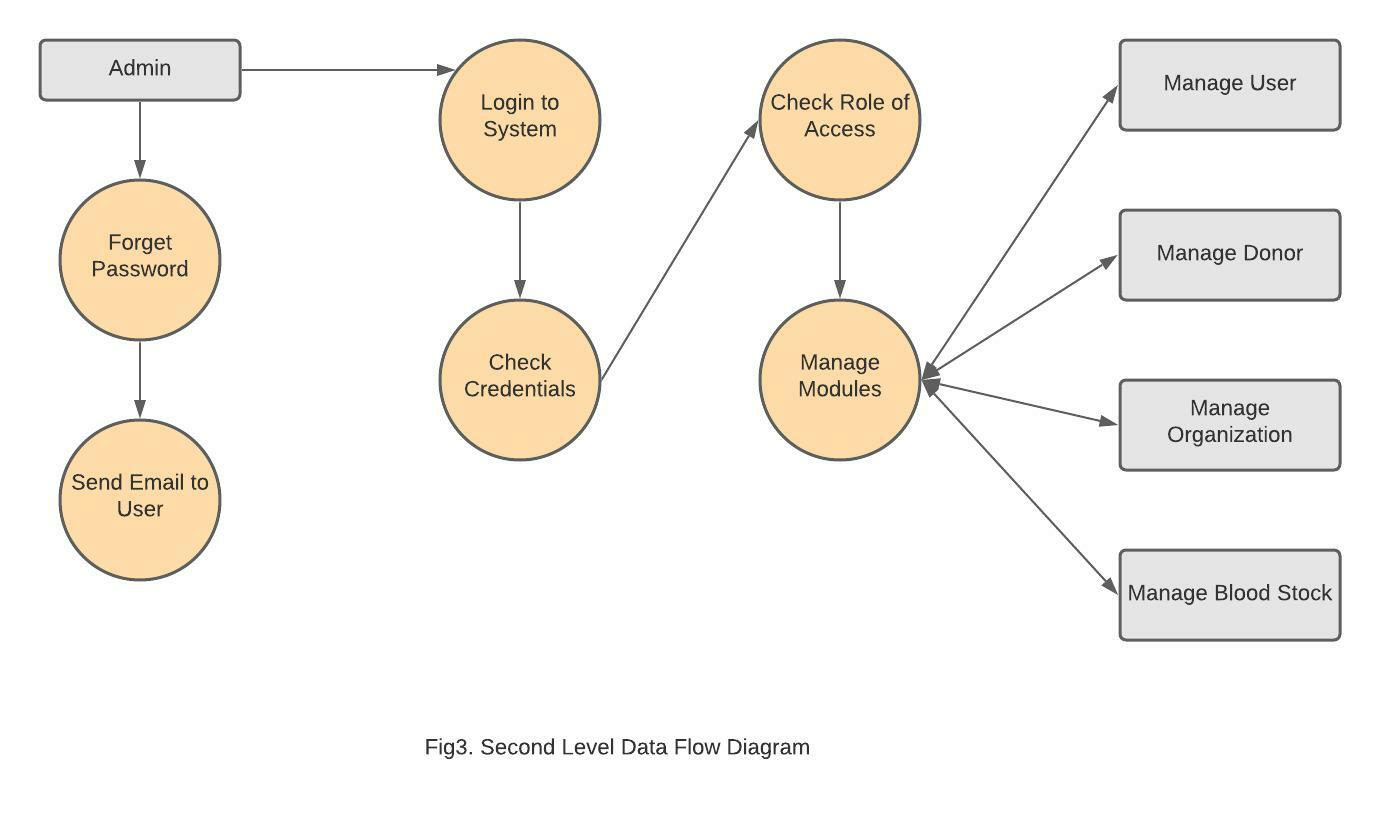 Admin
Login to
System
Check Role of
Access
Manage User
Forget
Password
Manage Donor
Check
Credentials
Manage
Modules
Manage
Organization
Send Email to
User
Manage Blood Stock
Fig3. Second Level Data Flow Diagram